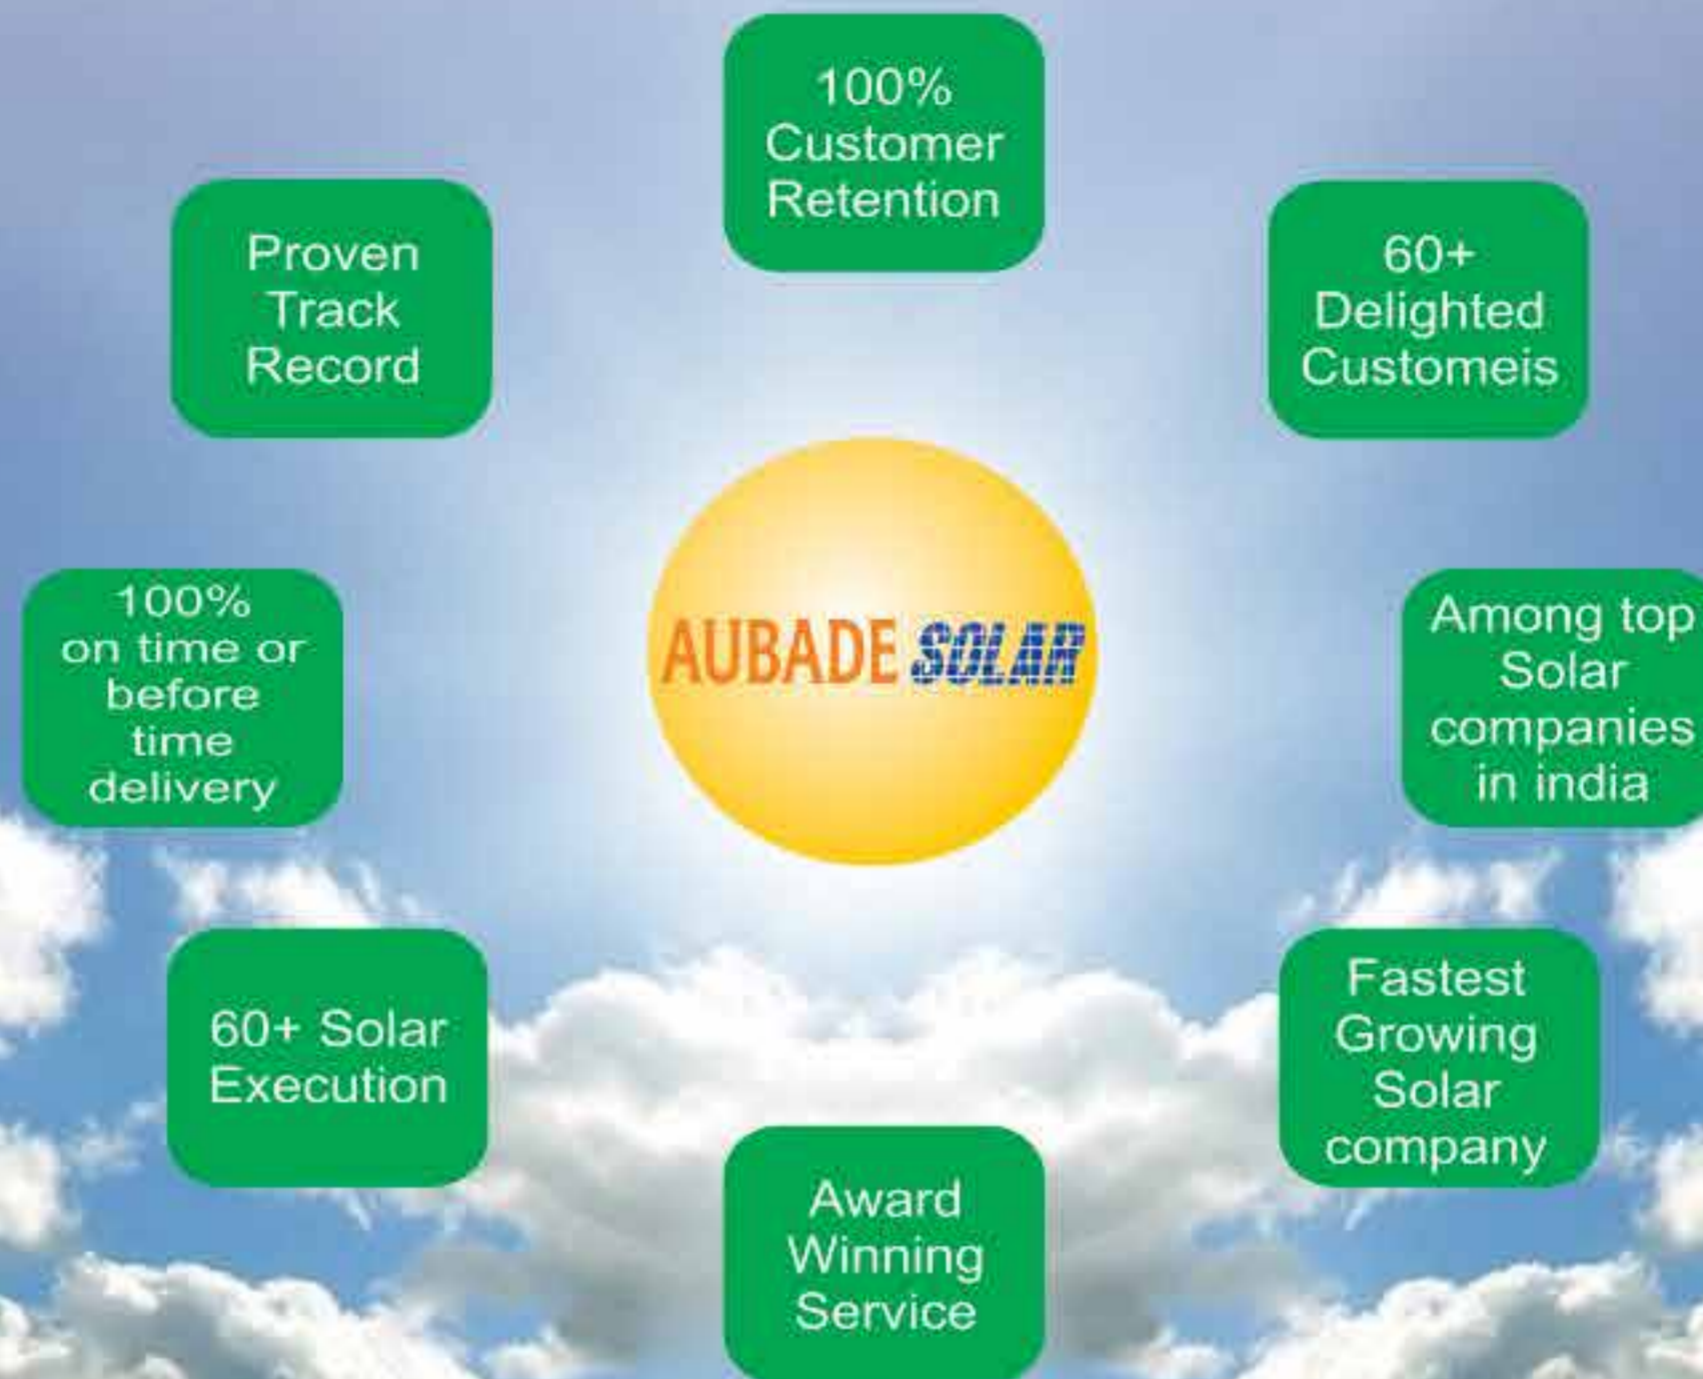 100%
Customer
Retention
Proven
Track
Record
60+
Delighted
Customeis
AUBADE SOLAR
100%
on time or
before
time
delivery
Among top
Solar
companies
in india
60+ Solar
Execution
Fastest
Growing
Solar
company
Award
Winning
Service